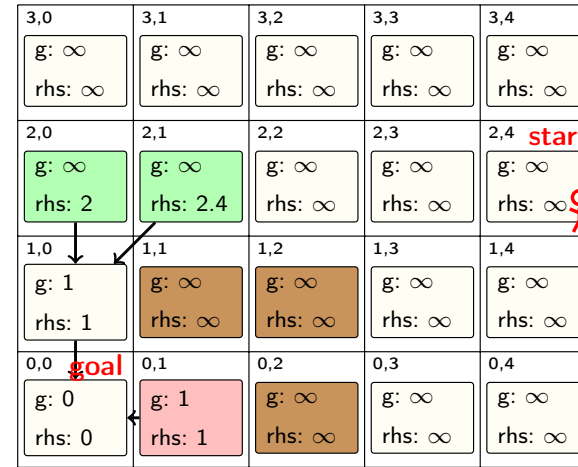 3,0 3,1 3,2 3,3 3,4
g: ∞ g: ∞ g: ∞ g: ∞ g: ∞
rhs: ∞ rhs: ∞ rhs: ∞ rhs: ∞ rhs: ∞
2,0 2,1 2,2 2,3 2,4 star
g: ∞ g: ∞ g: ∞ g: ∞ g: ∞
rhs: 2 rhs: 2.4 rhs: ∞ rhs: ∞ rhs: ∞
1,0 1,1 1,2 1,3 1,4
g: 1 g: ∞ g: ∞ g: ∞ g: ∞
rhs: 1 rhs: ∞ rhs: ∞ rhs: ∞ rhs: ∞
0,0 goal 0,1 0,2 0,3 0,4
g: 0 g: 1 g: ∞ g: ∞ g: ∞
rhs: 0 rhs: 1 rhs: ∞ rhs: ∞ rhs: ∞